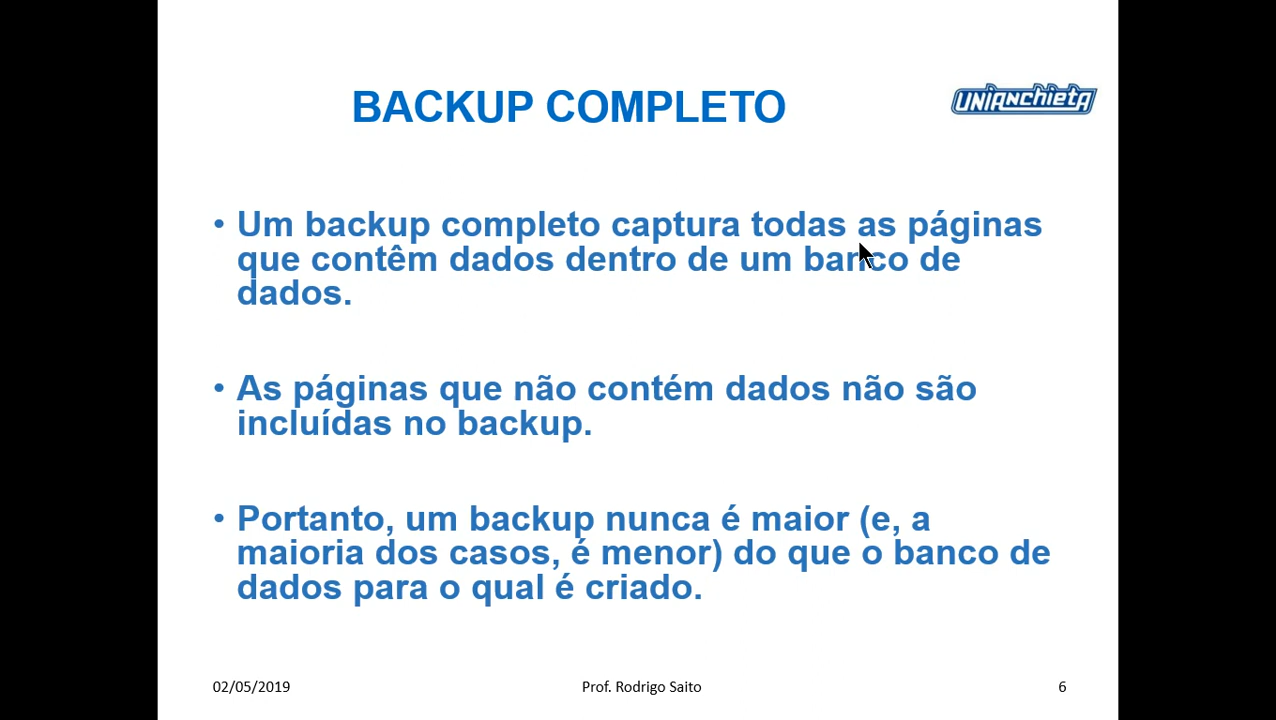 BACKUP COMPLETO
UNIANCHIETA
• Um backup completo captura todas as páginas
que contêm dados dentro de um banco de
dados.
• As páginas que não contém dados não são
incluídas no backup.
• Portanto, um backup nunca é maior (e, a
maioria dos casos, é menor) do que o banco de
dados para o qual é criado.
02/05/2019
Prof. Rodrigo Saito
6